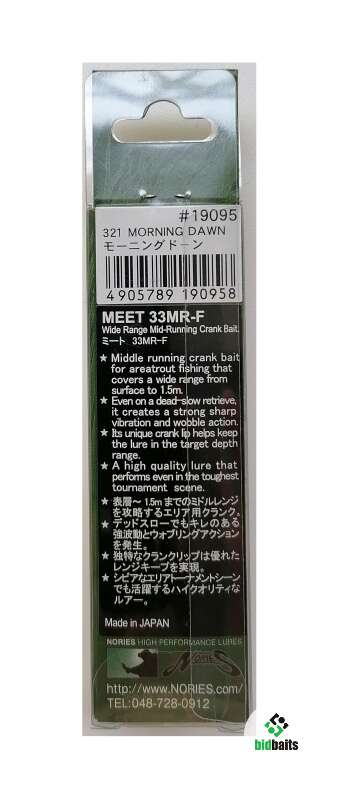 #19095
321 MORNING DAWN
モーニングドーン
4 905789 190958
MEET 33MR-F
Wide Range Mid-Running Crank Bait.
ミート 33MR-F
★ Middle running crank bait
for areatrout fishing that
covers a wide range from
surface to 1.5m.
★ Even on a dead-slow retrieve,
it creates a strong sharp
vibration and wobble action.
★ Its unique crank lip helps keep
the lure in the target depth
range.
★ A high quality lure that
performs even in the toughest
tournament scene.
★ 表層～ 1.5mまでのミドルレンジ
を攻略するエリア用クランク。
★ デッドスローでもキレのある
強波動とウォブリングアクション
を発生。
★ 独特なクランクリップは優れた
レンジキープを実現。
★ シビアなエリアトーナメントシーン
でも活躍するハイクオリティな
ルアー。
Made in JAPAN
NORIES HIGH PERFORMANCE LURES
NORIES
http://www.NORIES.com/
TEL:048-728-0912
bidbaits